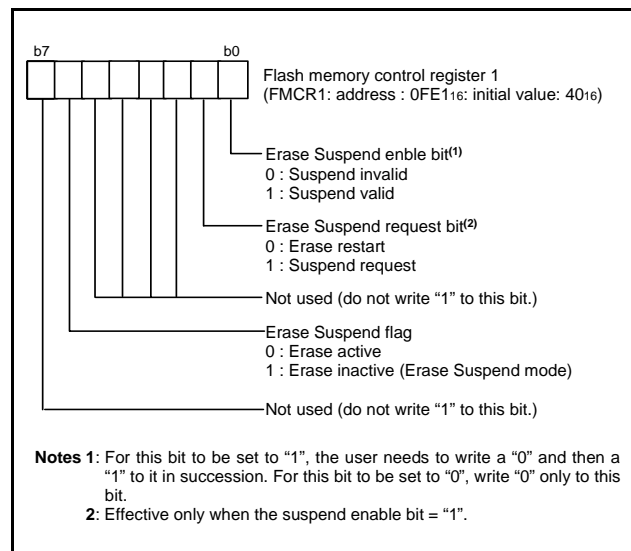 b7 b0
Flash memory control register 1
(FMCR1: address : 0FE116: initial value: 4016)
Erase Suspend enble bit(1)
0 : Suspend invalid
1 : Suspend valid
Erase Suspend request bit(2)
0 : Erase restart
1 : Suspend request
Not used (do not write “1” to this bit.)
Erase Suspend flag
0 : Erase active
1 : Erase inactive (Erase Suspend mode)
Not used (do not write “1” to this bit.)
Notes 1: For this bit to be set to “1”, the user needs to write a “0” and then a
“1” to it in succession. For this bit to be set to “0”, write “0” only to this
bit.
2: Effective only when the suspend enable bit = “1”.